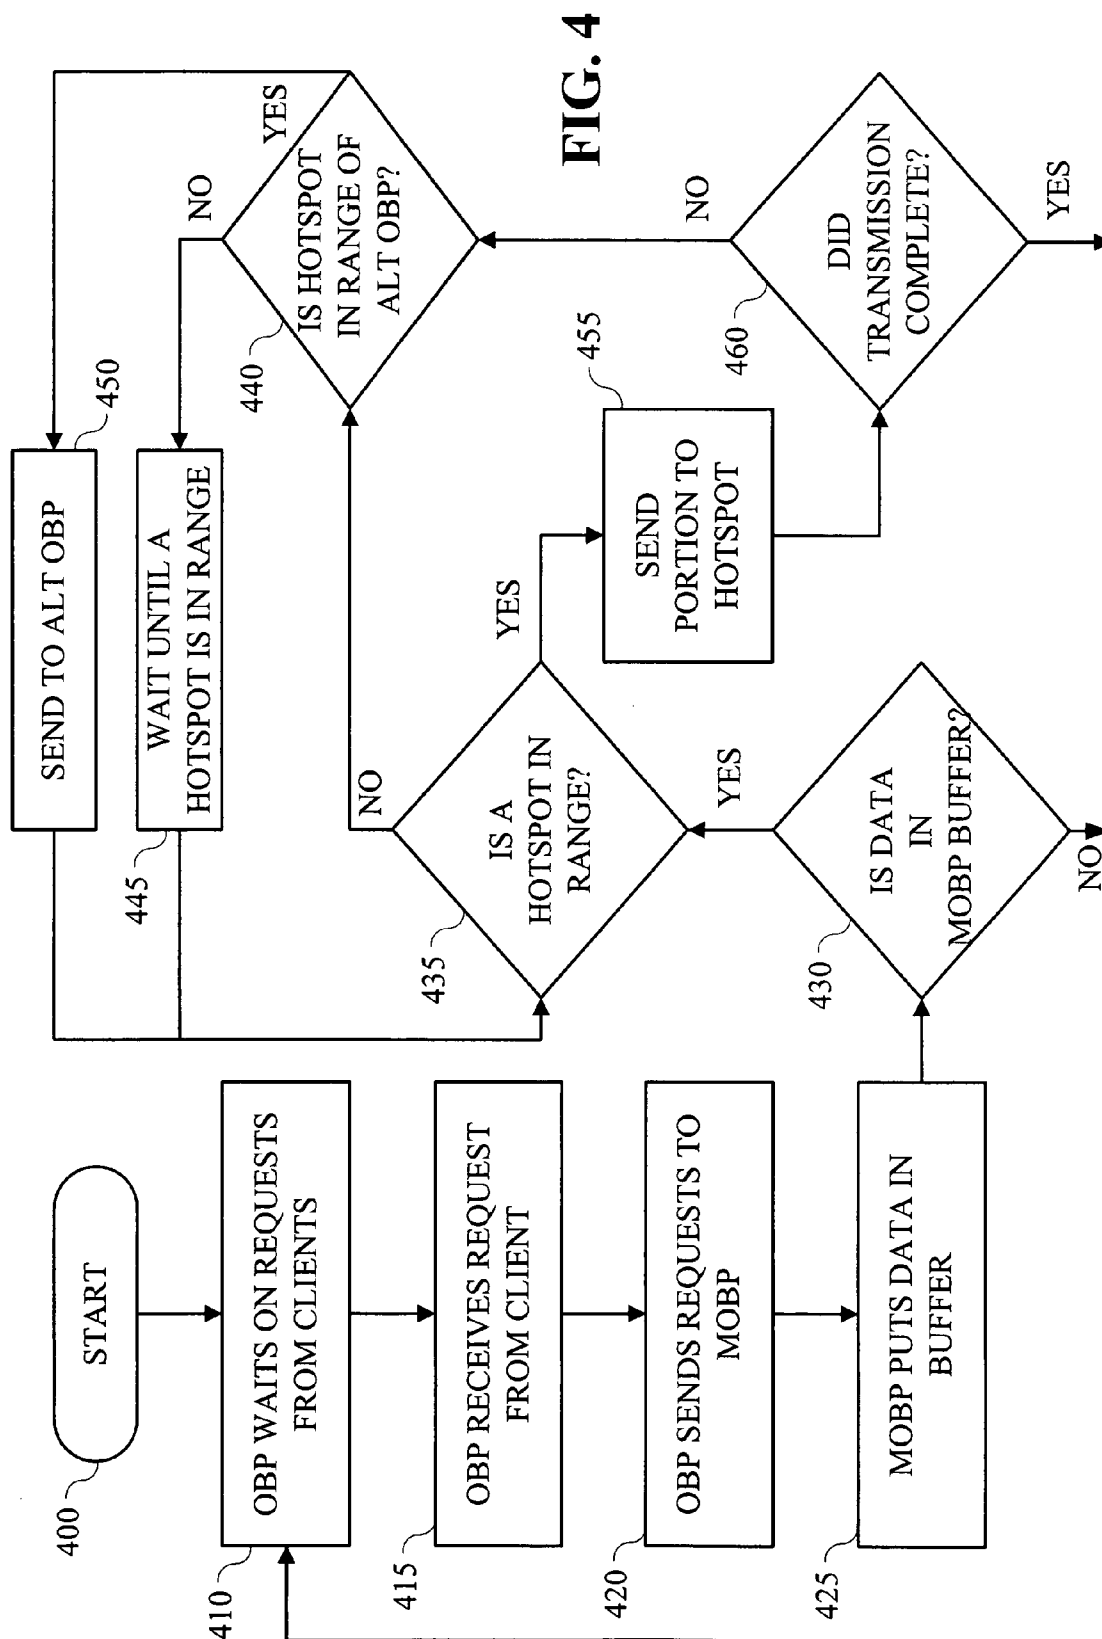 START
400
OBP WAITS ON REQUESTS
FROM CLIENTS
410
OBP RECEIVES REQUEST
FROM CLIENT
415
OBP SENDS REQUESTS TO
MOBP
420
MOBP PUTS DATA IN
BUFFER
425
IS DATA
IN
MOBP BUFFER?
430
YES
NO
IS A
HOTSPOT IN
RANGE?
435
NO
YES
SEND TO ALT OBP
450
WAIT UNTIL A
HOTSPOT IS IN RANGE
445
IS HOTSPOT
IN RANGE OF
ALT OBP?
440
NO
YES
SEND
PORTION TO
HOTSPOT
455
DID
TRANSMISSION
COMPLETE?
460
NO
YES
FIG. 4